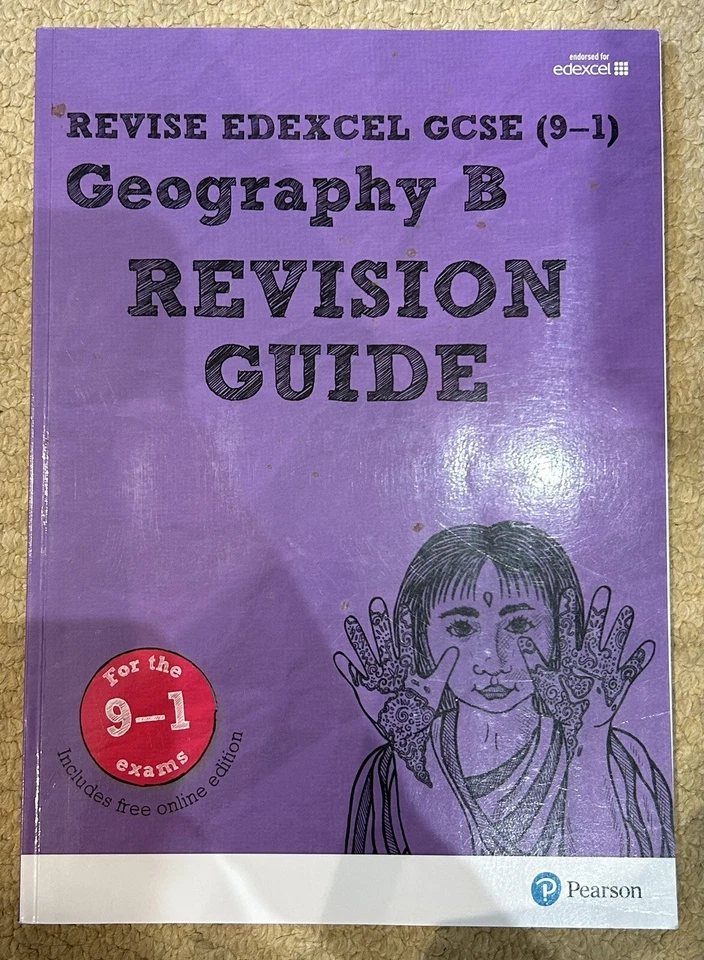 endorsed for
edexcel
REVISE EDEXCEL GCSE (9–1)
Geography B
REVISION
GUIDE
For the
9–1
exams
Includes free online edition
Pearson